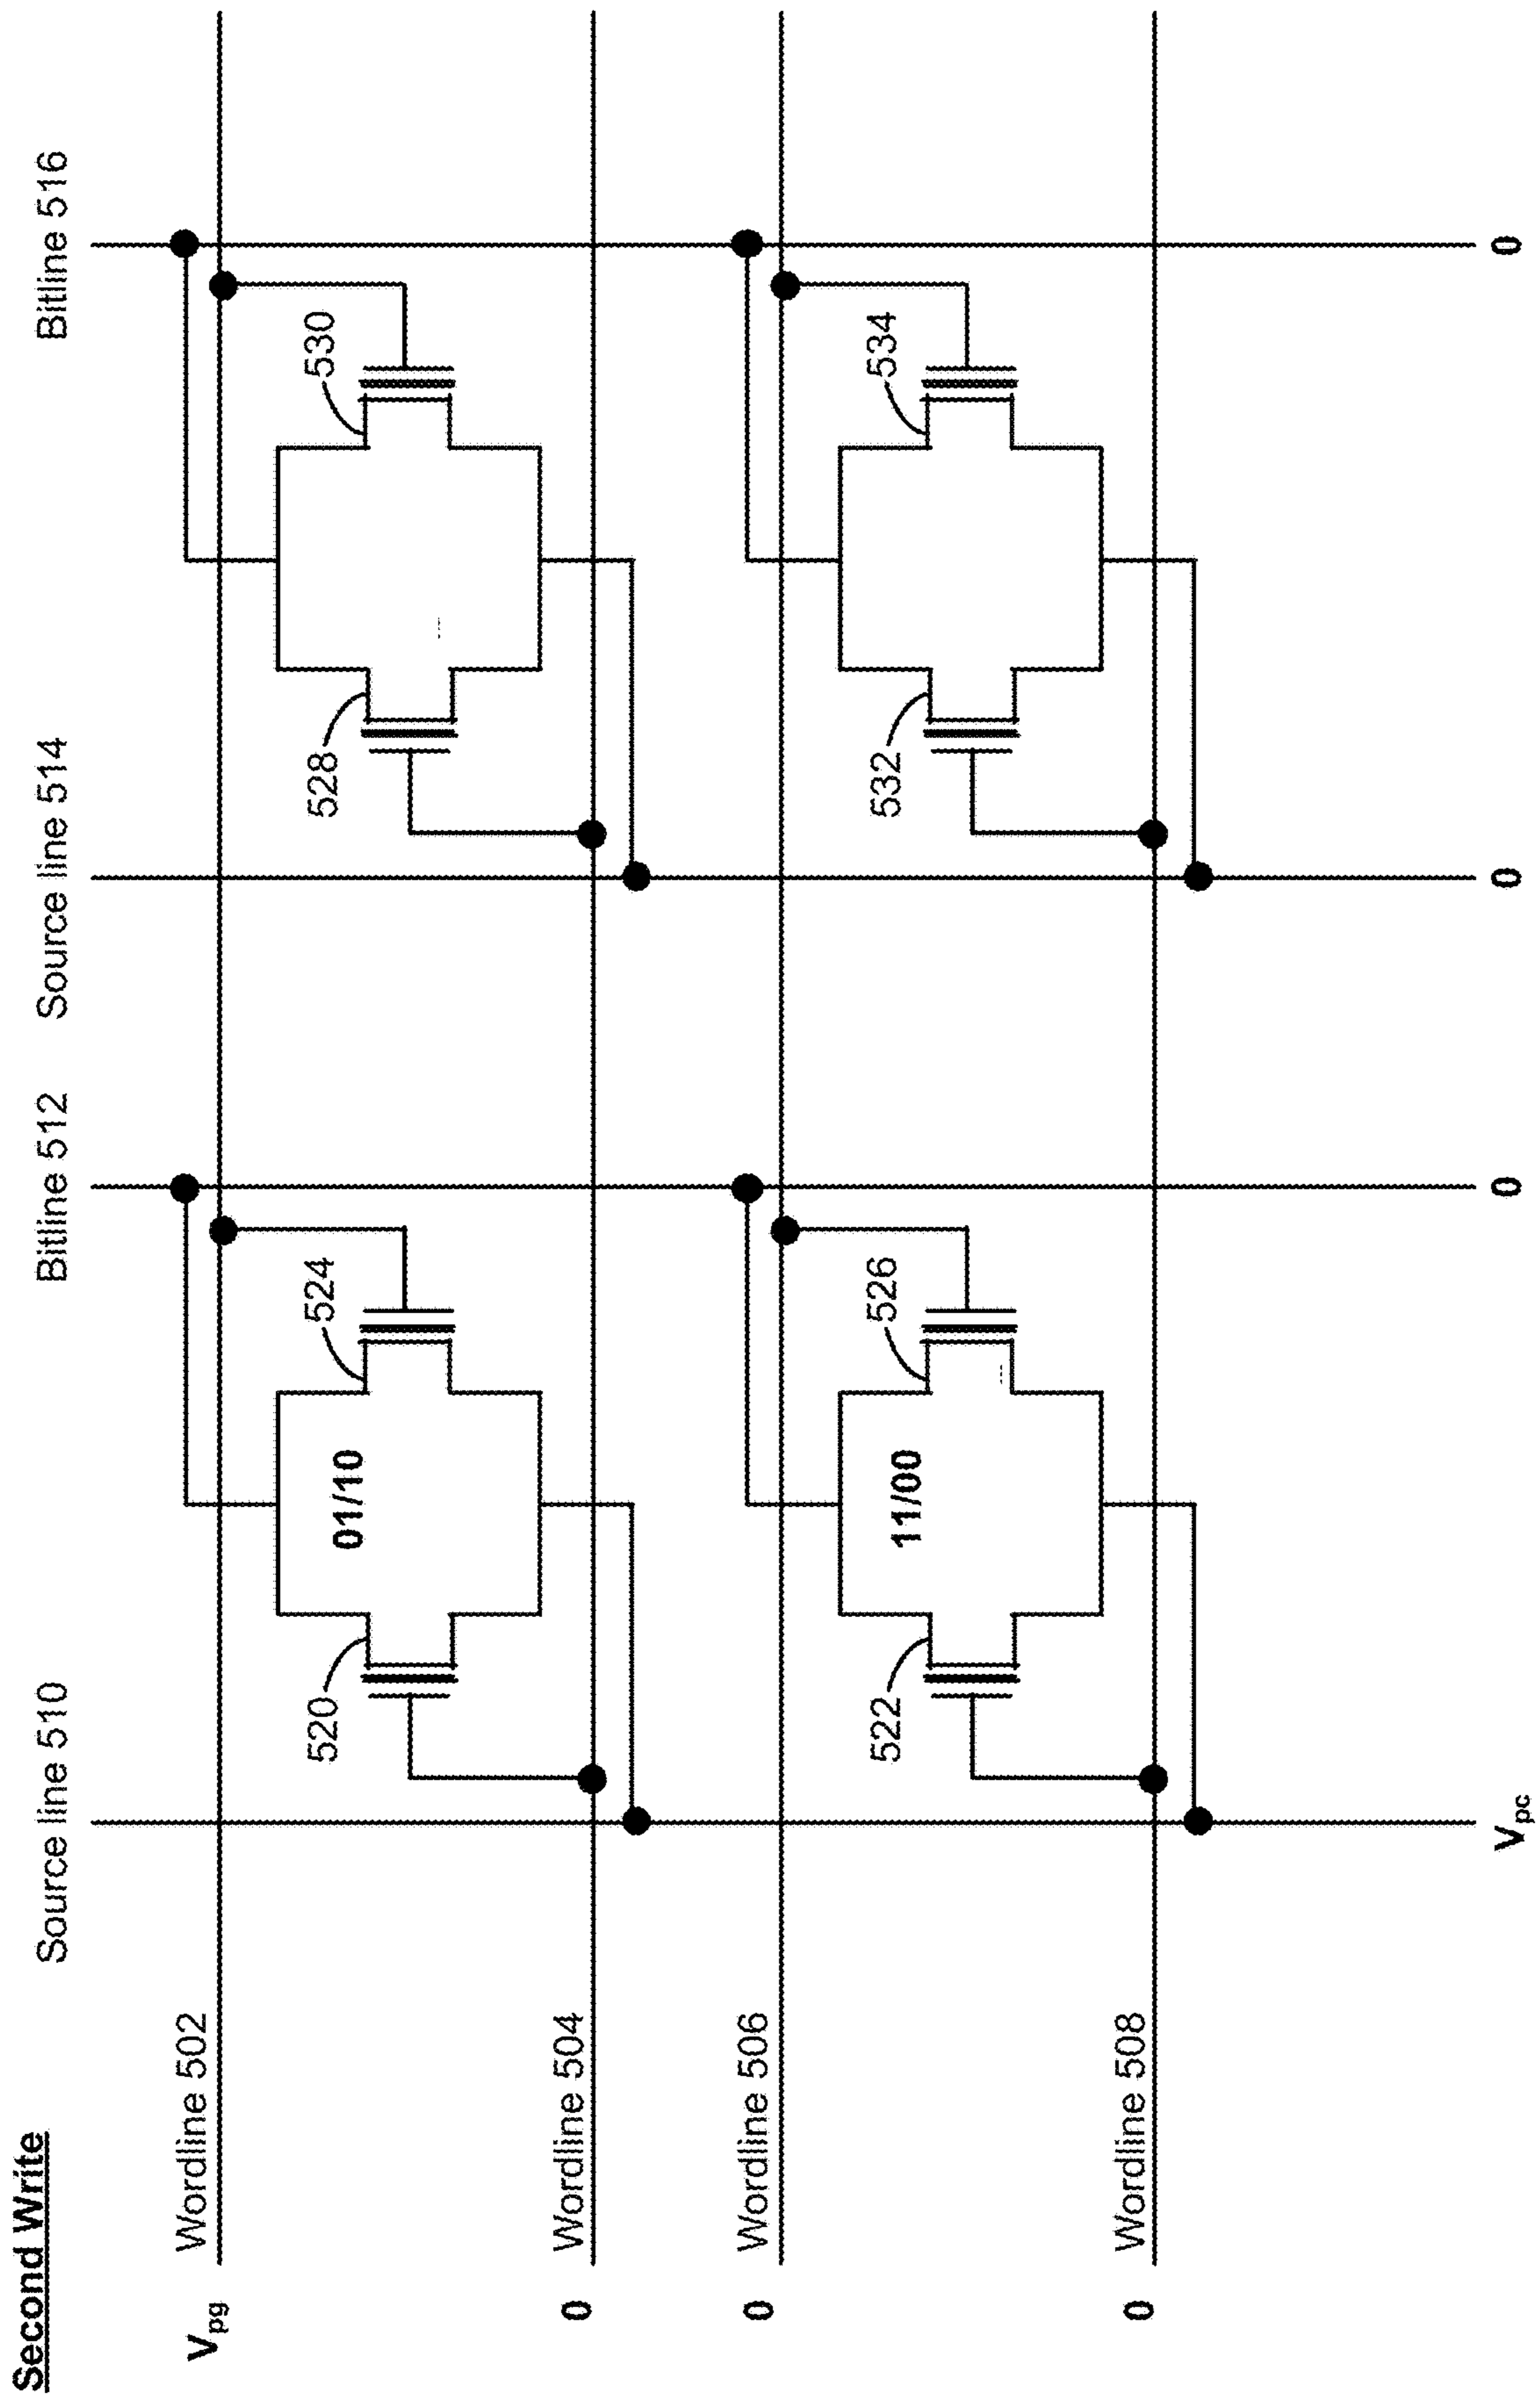 Second Write
Source line 510
Bitline 512
Source line 514
Bitline 516
Vpg
Wordline 502
520
01/10
524
528
530
0
Wordline 504
0
Wordline 506
522
11/00
526
532
534
0
Wordline 508
Vpc
0
0
0